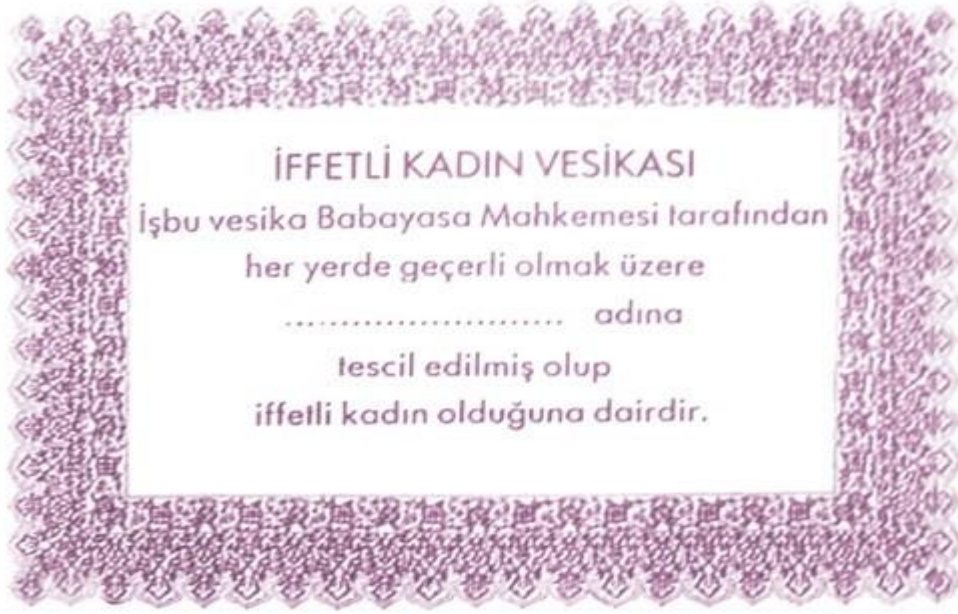 İFFETLİ KADIN VESİKASI
İşbu vesika Babayasa Mahkemesi tarafından
her yerde geçerli olmak üzere
........................ adına
tescil edilmiş olup
iffetli kadın olduğuna dairdir.